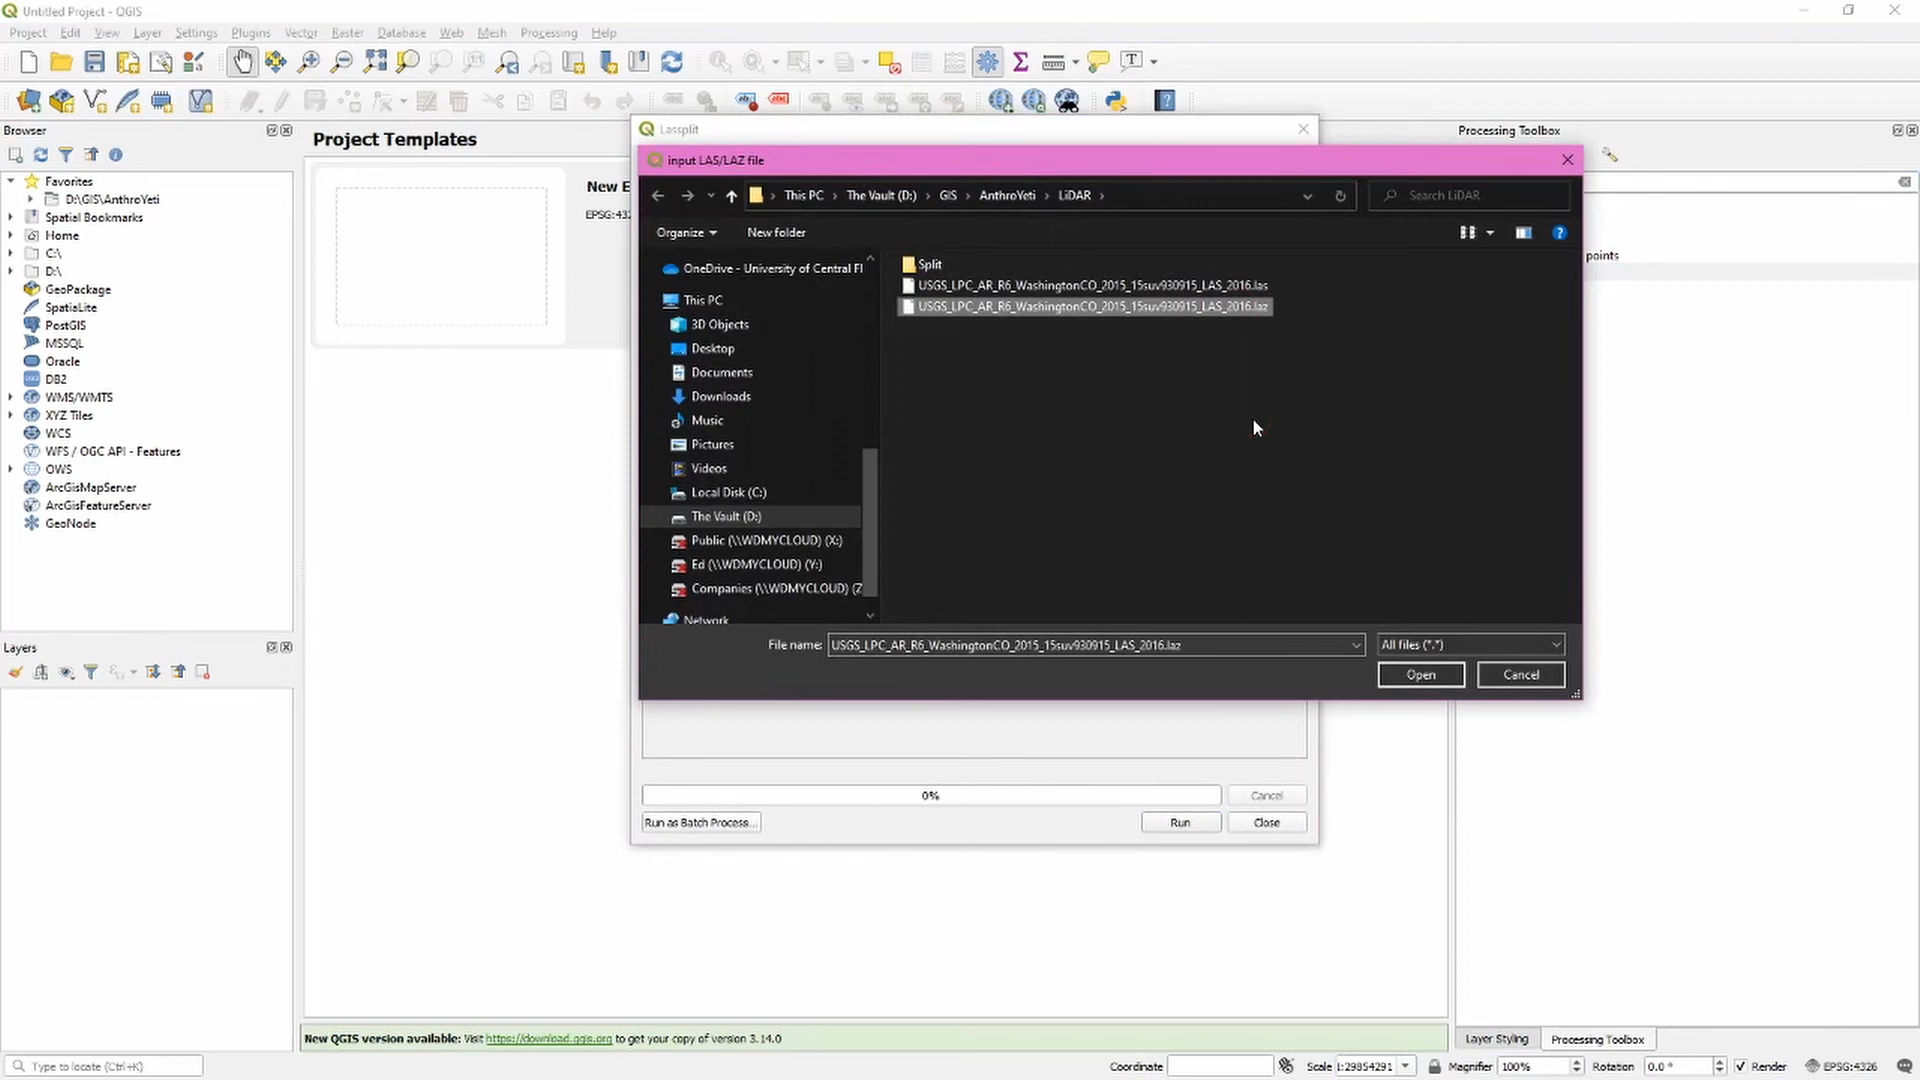 Untitled Project - QGIS
Project Edit View Layer Settings Plugins Vector Raster Database Web Mesh Processing Help
Browser
Favorites
D:\GIS\AnthroYeti
Spatial Bookmarks
Home
C:\
D:\
GeoPackage
SpatiaLite
PostGIS
MSSQL
Oracle
DB2
WMS/WMTS
XYZ Tiles
WCS
WFS / OGC API - Features
OWS
ArcGisMapServer
ArcGisFeatureServer
GeoNode
Layers
Project Templates
New E
EPSG:432
Lassplit
input LAS/LAZ file
This PC › The Vault (D:) › GIS › AnthroYeti › LiDAR ›
Search LiDAR
Organize
New folder
OneDrive - University of Central Fl
This PC
3D Objects
Desktop
Documents
Downloads
Music
Pictures
Videos
Local Disk (C:)
The Vault (D:)
Public (\\WDMYCLOUD) (X:)
Ed (\\WDMYCLOUD) (Y:)
Companies (\\WDMYCLOUD) (Z
Network
Split
USGS_LPC_AR_R6_WashingtonCO_2015_15suv930915_LAS_2016.las
USGS_LPC_AR_R6_WashingtonCO_2015_15suv930915_LAS_2016.laz
File name: USGS_LPC_AR_R6_WashingtonCO_2015_15suv930915_LAS_2016.laz
All files (*.*)
Open
Cancel
0%
Cancel
Run as Batch Process...
Run
Close
Processing Toolbox
points
New QGIS version available: Visit https://download.qgis.org to get your copy of version 3.14.0
Layer Styling
Processing Toolbox
Type to locate (Ctrl+K)
Coordinate
Scale 1:29854291
Magnifier 100%
Rotation 0.0 °
Render
EPSG:4326